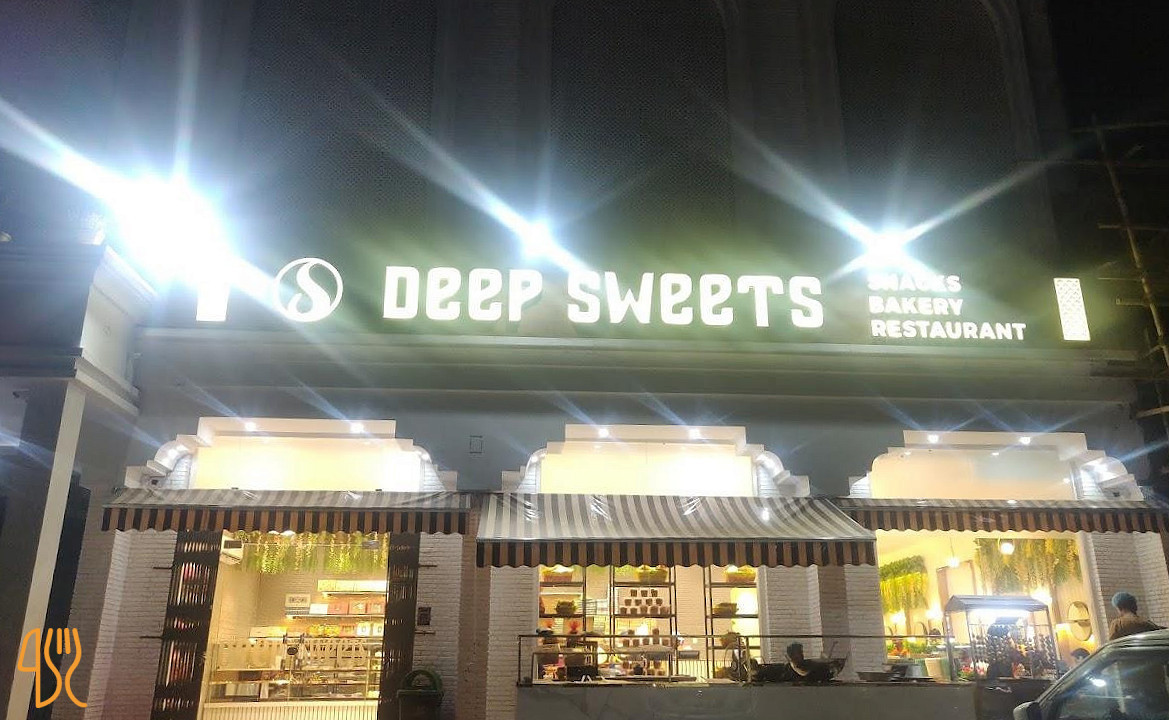 DEEP SWEETS
SNACKS
BAKERY
RESTAURANT